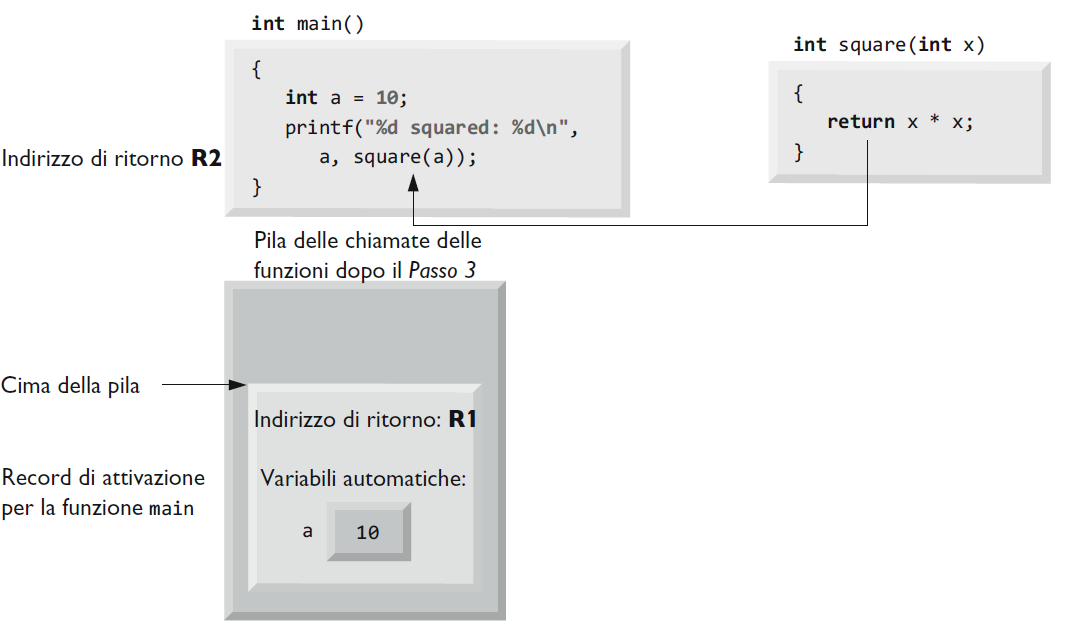 int main()
{
int a = 10;
printf("%d squared: %d\n",
a, square(a));
}
Indirizzo di ritorno R2
int square(int x)
{
return x * x;
}
Pila delle chiamate delle
funzioni dopo il Passo 3
Cima della pila
Indirizzo di ritorno: R1
Record di attivazione
per la funzione main
Variabili automatiche:
a
10